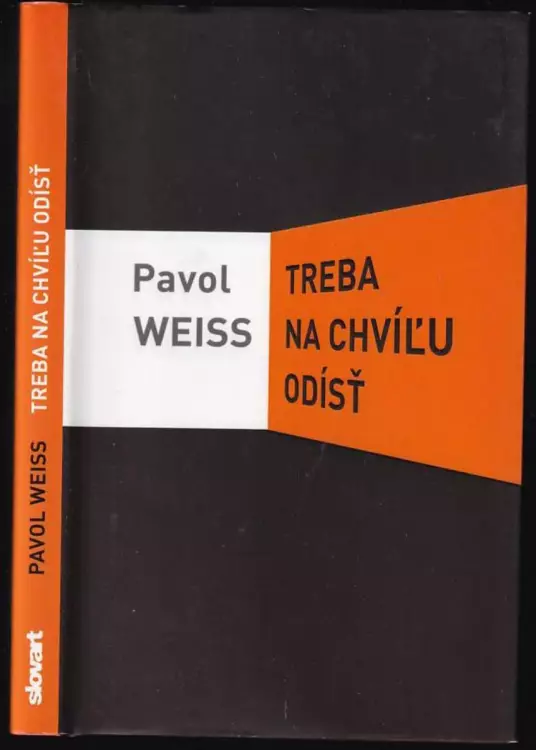 PAVOL WEISS TREBA NA CHVÍĽU ODÍSŤ
slovart
Pavol
WEISS
TREBA
NA CHVÍĽU
ODÍSŤ